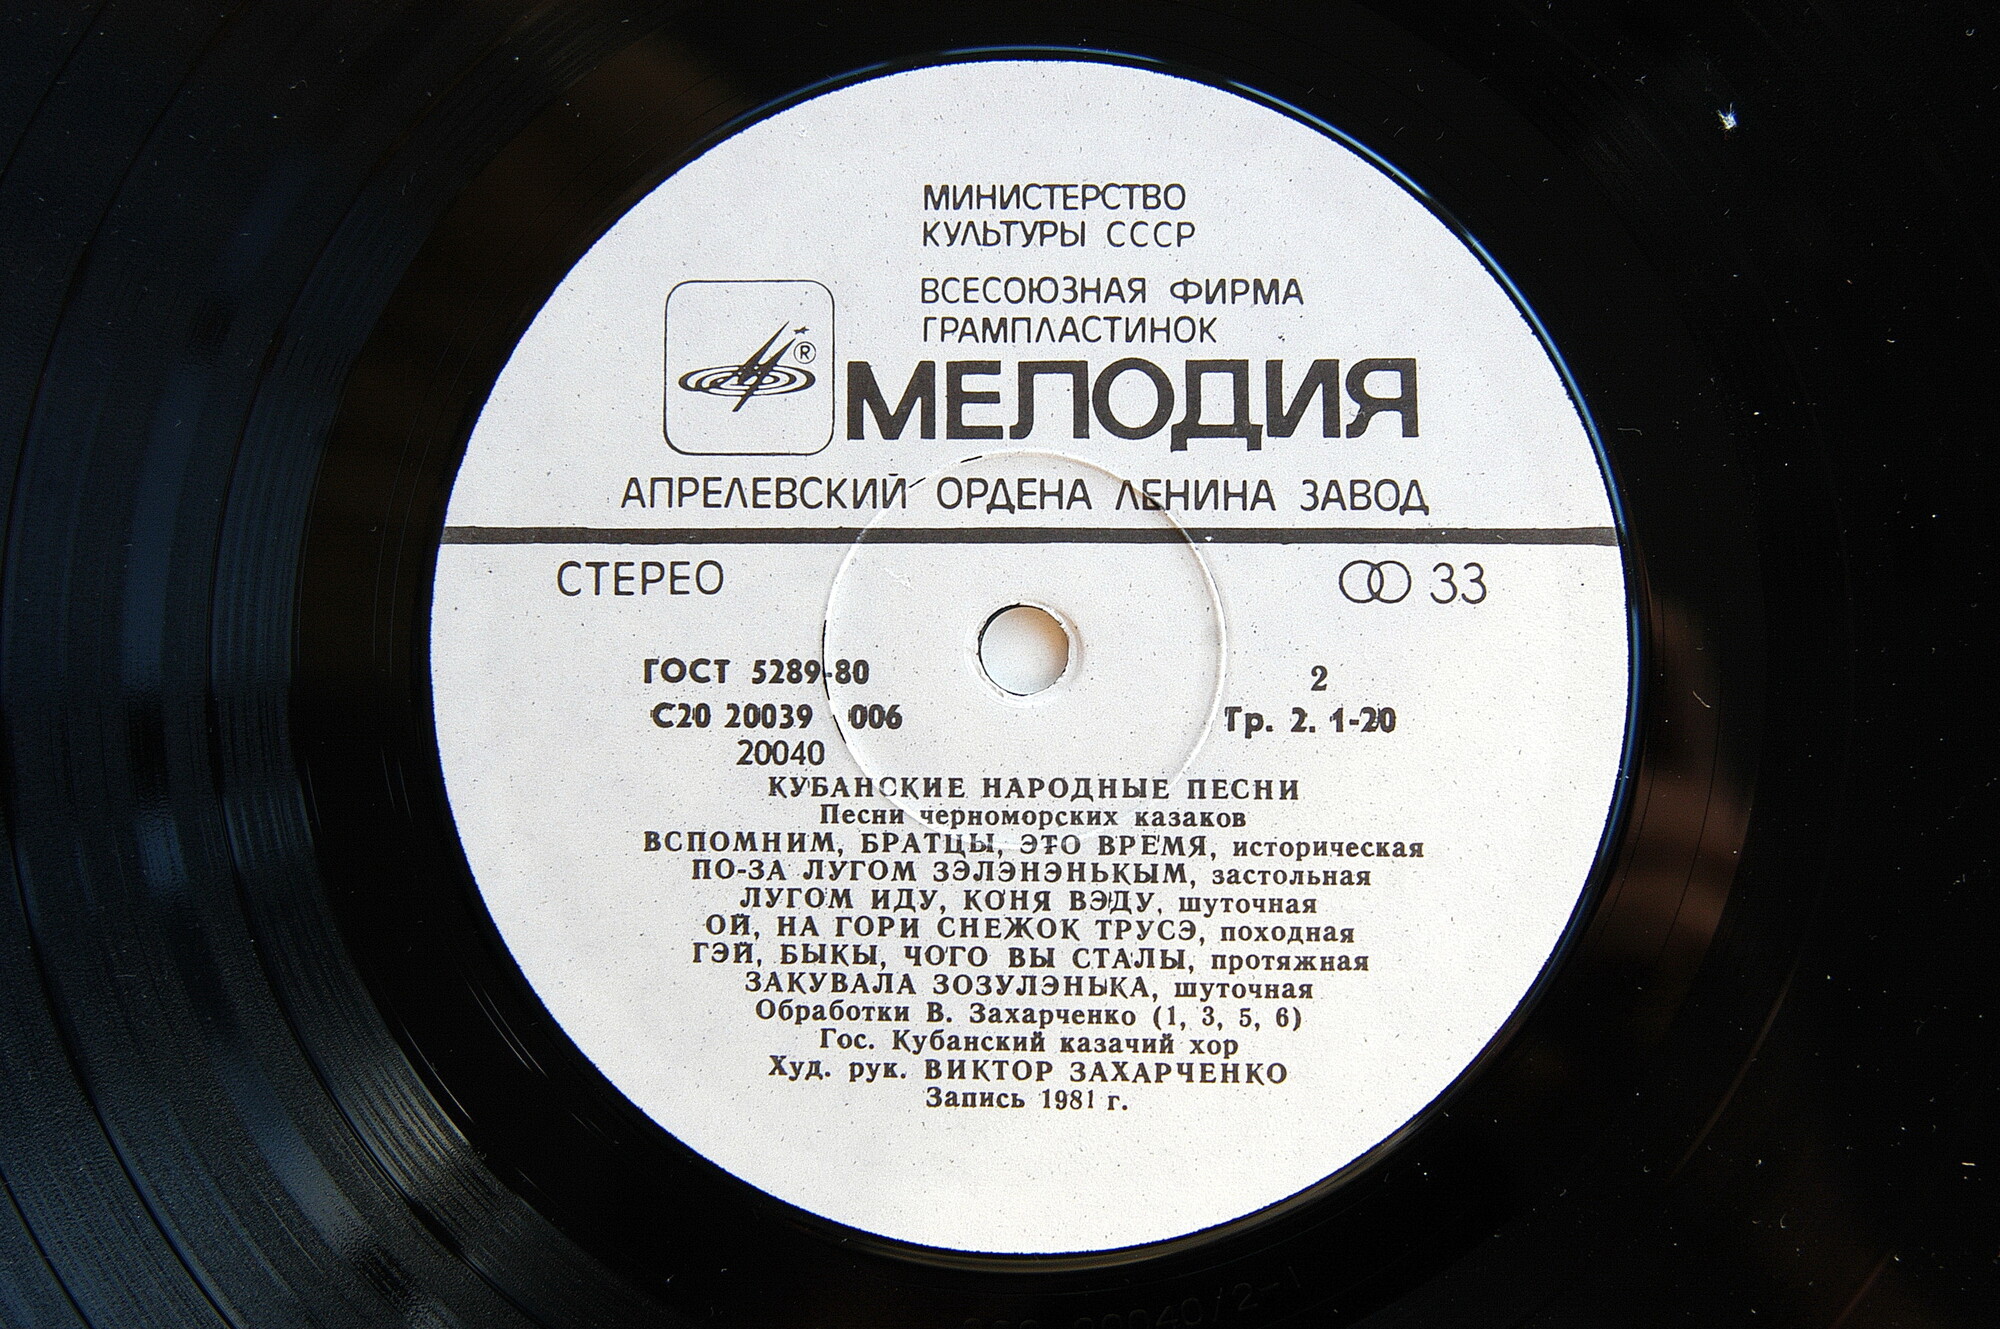 МИНИСТЕРСТВО
КУЛЬТУРЫ СССР
ВСЕСОЮЗНАЯ ФИРМА
ГРАМПЛАСТИНОК
®
МЕЛОДИЯ
АПРЕЛЕВСКИЙ ОРДЕНА ЛЕНИНА ЗАВОД
СТЕРЕО
33
ГОСТ 5289-80
2
С20 20039 006
Гр. 2. 1-20
20040
КУБАНСКИЕ НАРОДНЫЕ ПЕСНИ
Песни черноморских казаков
ВСПОМНИМ, БРАТЦЫ, ЭТО ВРЕМЯ, историческая
ПО-ЗА ЛУГОМ ЗЭЛЭНЭНЬКЫМ, застольная
ЛУГОМ ИДУ, КОНЯ ВЭДУ, шуточная
ОЙ, НА ГОРИ СНЕЖОК ТРУСЭ, походная
ГЭЙ, БЫКЫ, ЧОГО ВЫ СТАЛЫ, протяжная
ЗАКУВАЛА ЗОЗУЛЭНЬКА, шуточная
Обработки В. Захарченко (1, 3, 5, 6)
Гос. Кубанский казачий хор
Худ. рук. ВИКТОР ЗАХАРЧЕНКО
Запись 1981 г.